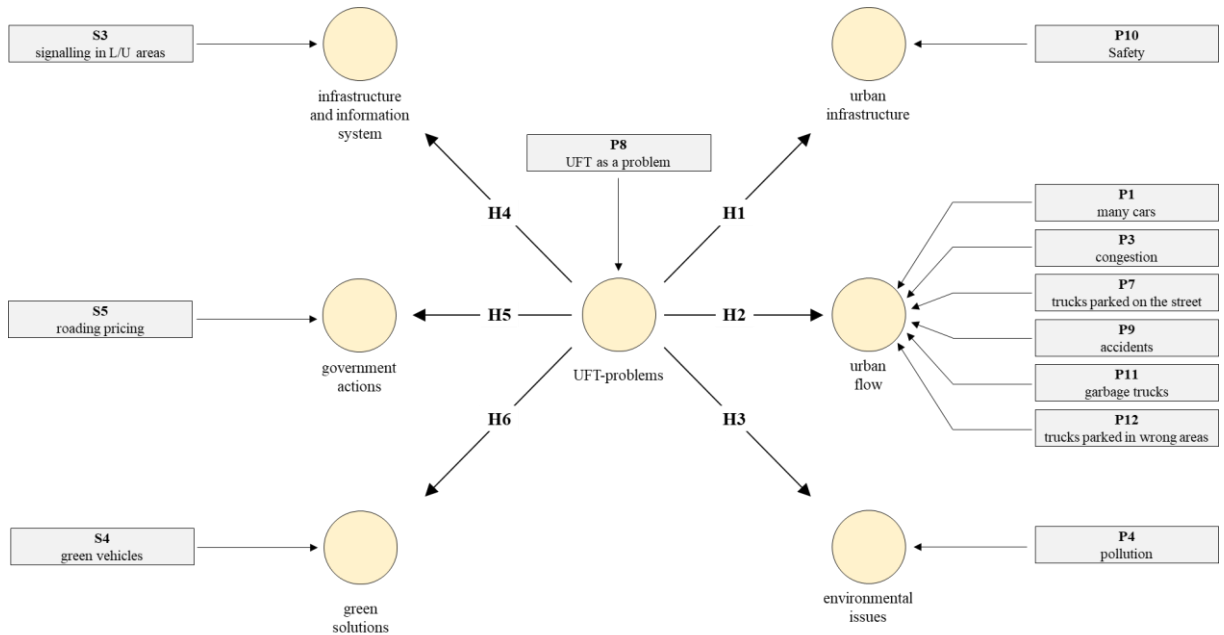 S3
signalling in L/U areas
infrastructure
and information
system
P10
Safety
urban
infrastructure
P8
UFT as a problem
H4
H1
P1
many cars
P3
congestion
P7
trucks parked on the street
P9
accidents
P11
garbage trucks
P12
trucks parked in wrong areas
S5
roading pricing
government
actions
H5
UFT-problems
H2
urban
flow
H6
H3
S4
green vehicles
green
solutions
P4
pollution
environmental
issues